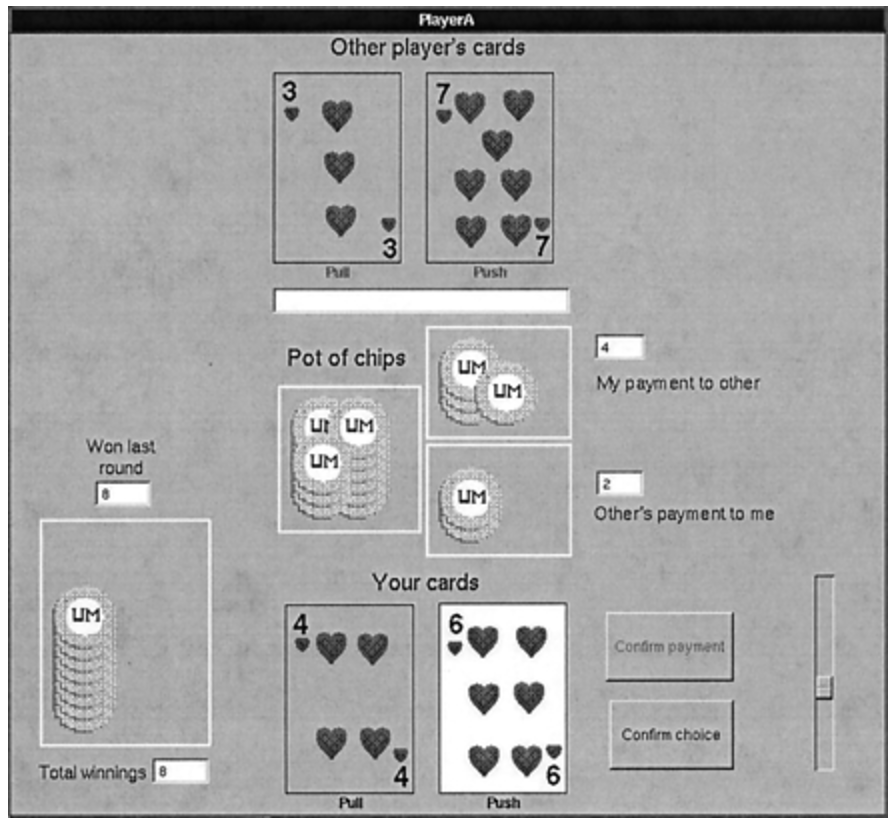 PlayerA
Other player's cards
3
7
3
7
Pull
Push
Pot of chips
UM
UM
4
My payment to other
UM
UM
UM
Won last
round
8
UM
2
Other's payment to me
Your cards
UM
4
6
Confirm payment
Confirm choice
4
6
Total winnings 8
Pull
Push